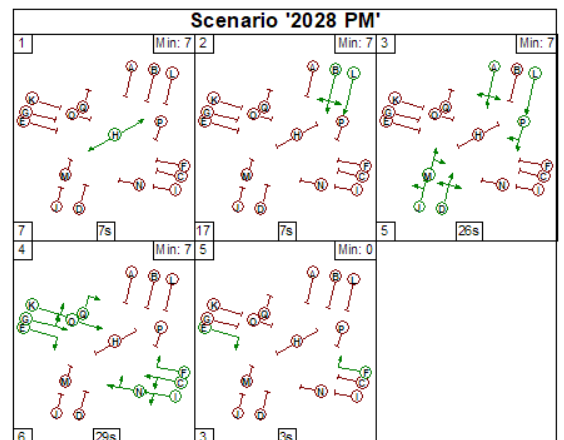 Scenario '2028 PM'
1 Min: 7
A B L
K
Q
G O
E P
H
F
M C
N I
J D
7 7s
2 Min: 7
A B L
K
Q
G O
E P
H
F
M C
N I
J D
17 7s
3 Min: 7
A B L
K
Q
G O
E P
H
F
M C
N I
J D
5 26s
4 Min: 7
A B L
K
Q
G O
E P
H
F
M C
N I
J D
6 29s
5 Min: 0
A B L
K
Q
G O
E P
H
F
M C
N I
J D
3 3s